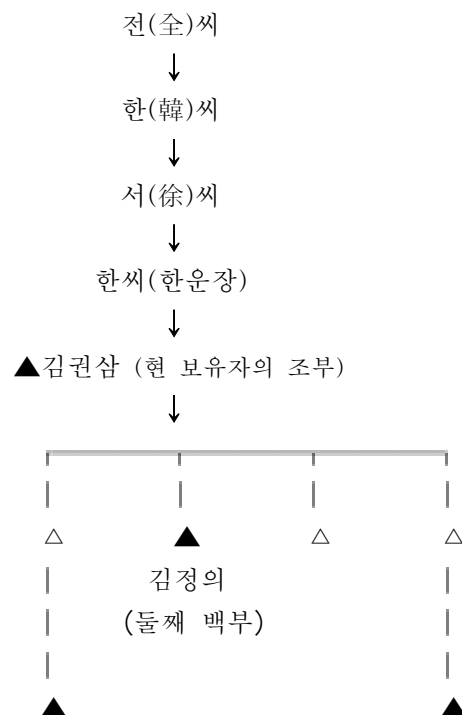 전(全)씨
한(韓)씨
서(徐)씨
한씨(한운장)
▲김권삼 (현 보유자의 조부)
김정의
(둘째 백부)